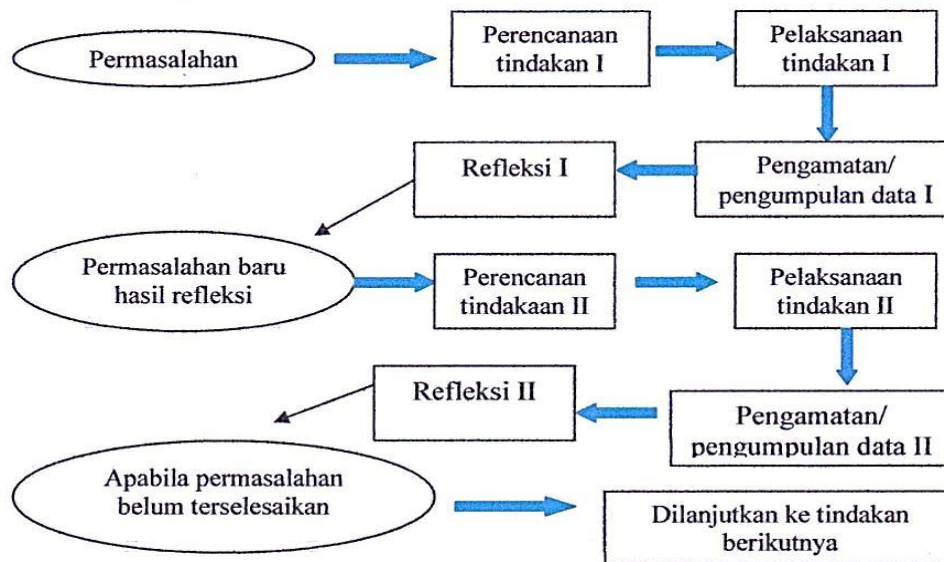 Permasalahan
Perencanaan
tindakan I
Pelaksanaan
tindakan I
Pengamatan/
pengumpulan data I
Refleksi I
Permasalahan baru
hasil refleksi
Perencanan
tindakaan II
Pelaksanaan
tindakan II
Pengamatan/
pengumpulan data II
Refleksi II
Apabila permasalahan
belum terselesaikan
Dilanjutkan ke tindakan
berikutnya